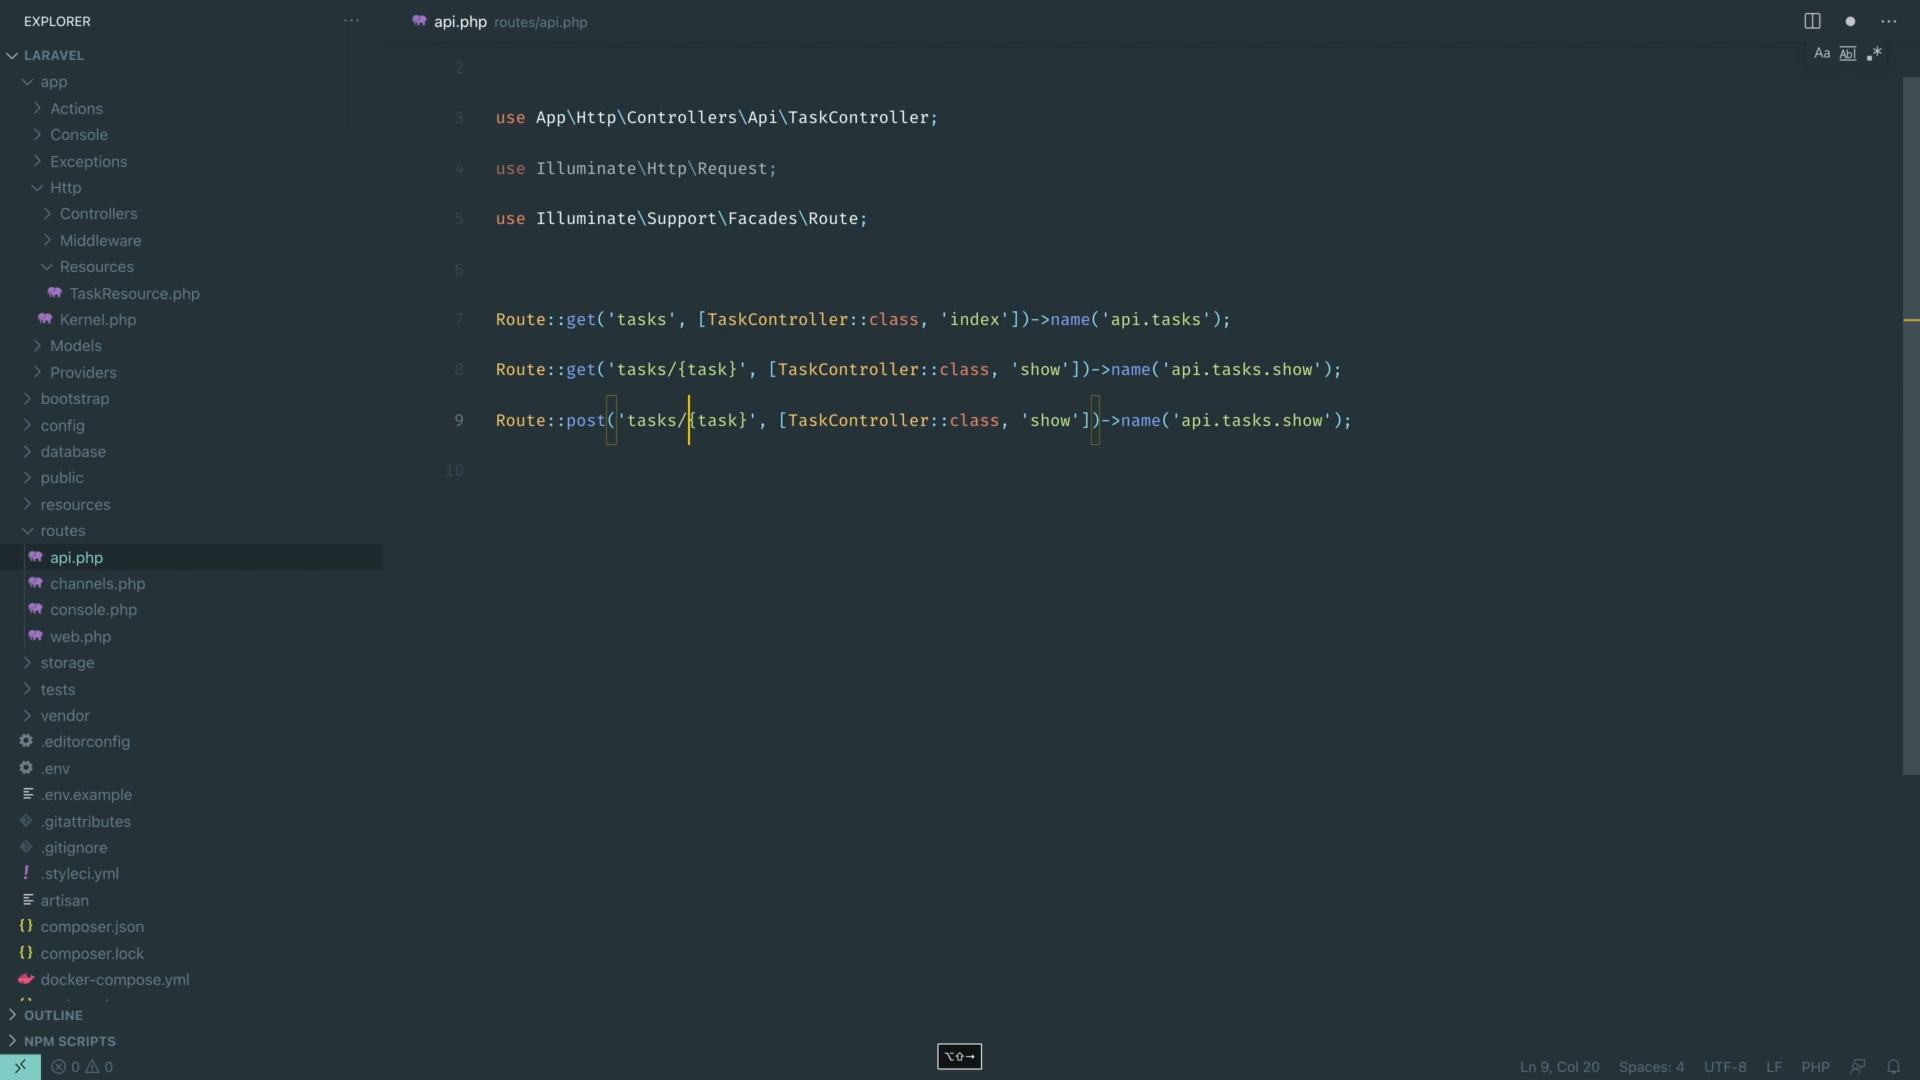 EXPLORER
LARAVEL
app
Actions
Console
Exceptions
Http
Controllers
Middleware
Resources
TaskResource.php
Kernel.php
Models
Providers
bootstrap
config
database
public
resources
routes
api.php
channels.php
console.php
web.php
storage
tests
vendor
.editorconfig
.env
.env.example
.gitattributes
.gitignore
.styleci.yml
artisan
composer.json
composer.lock
docker-compose.yml
OUTLINE
NPM SCRIPTS
0 0
api.php routes/api.php
Aa Abl .*
2
3 use App\Http\Controllers\Api\TaskController;
4 use Illuminate\Http\Request;
5 use Illuminate\Support\Facades\Route;
6
7 Route::get('tasks', [TaskController::class, 'index'])->name('api.tasks');
8 Route::get('tasks/{task}', [TaskController::class, 'show'])->name('api.tasks.show');
9 Route::post('tasks/{task}', [TaskController::class, 'show'])->name('api.tasks.show');
10
⌥⇧→
Ln 9, Col 20 Spaces: 4 UTF-8 LF PHP